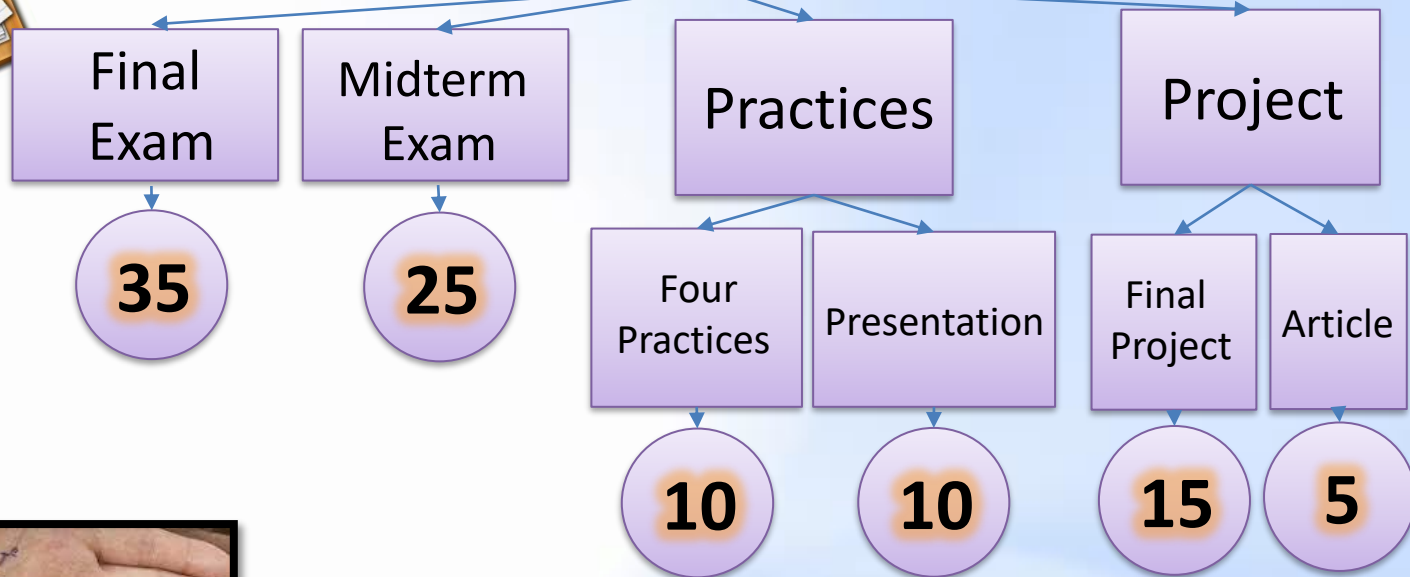 Final
Exam
Midterm
Exam
Practices
Project
35
25
Four
Practices
Presentation
Final
Project
Article
10
10
15
5